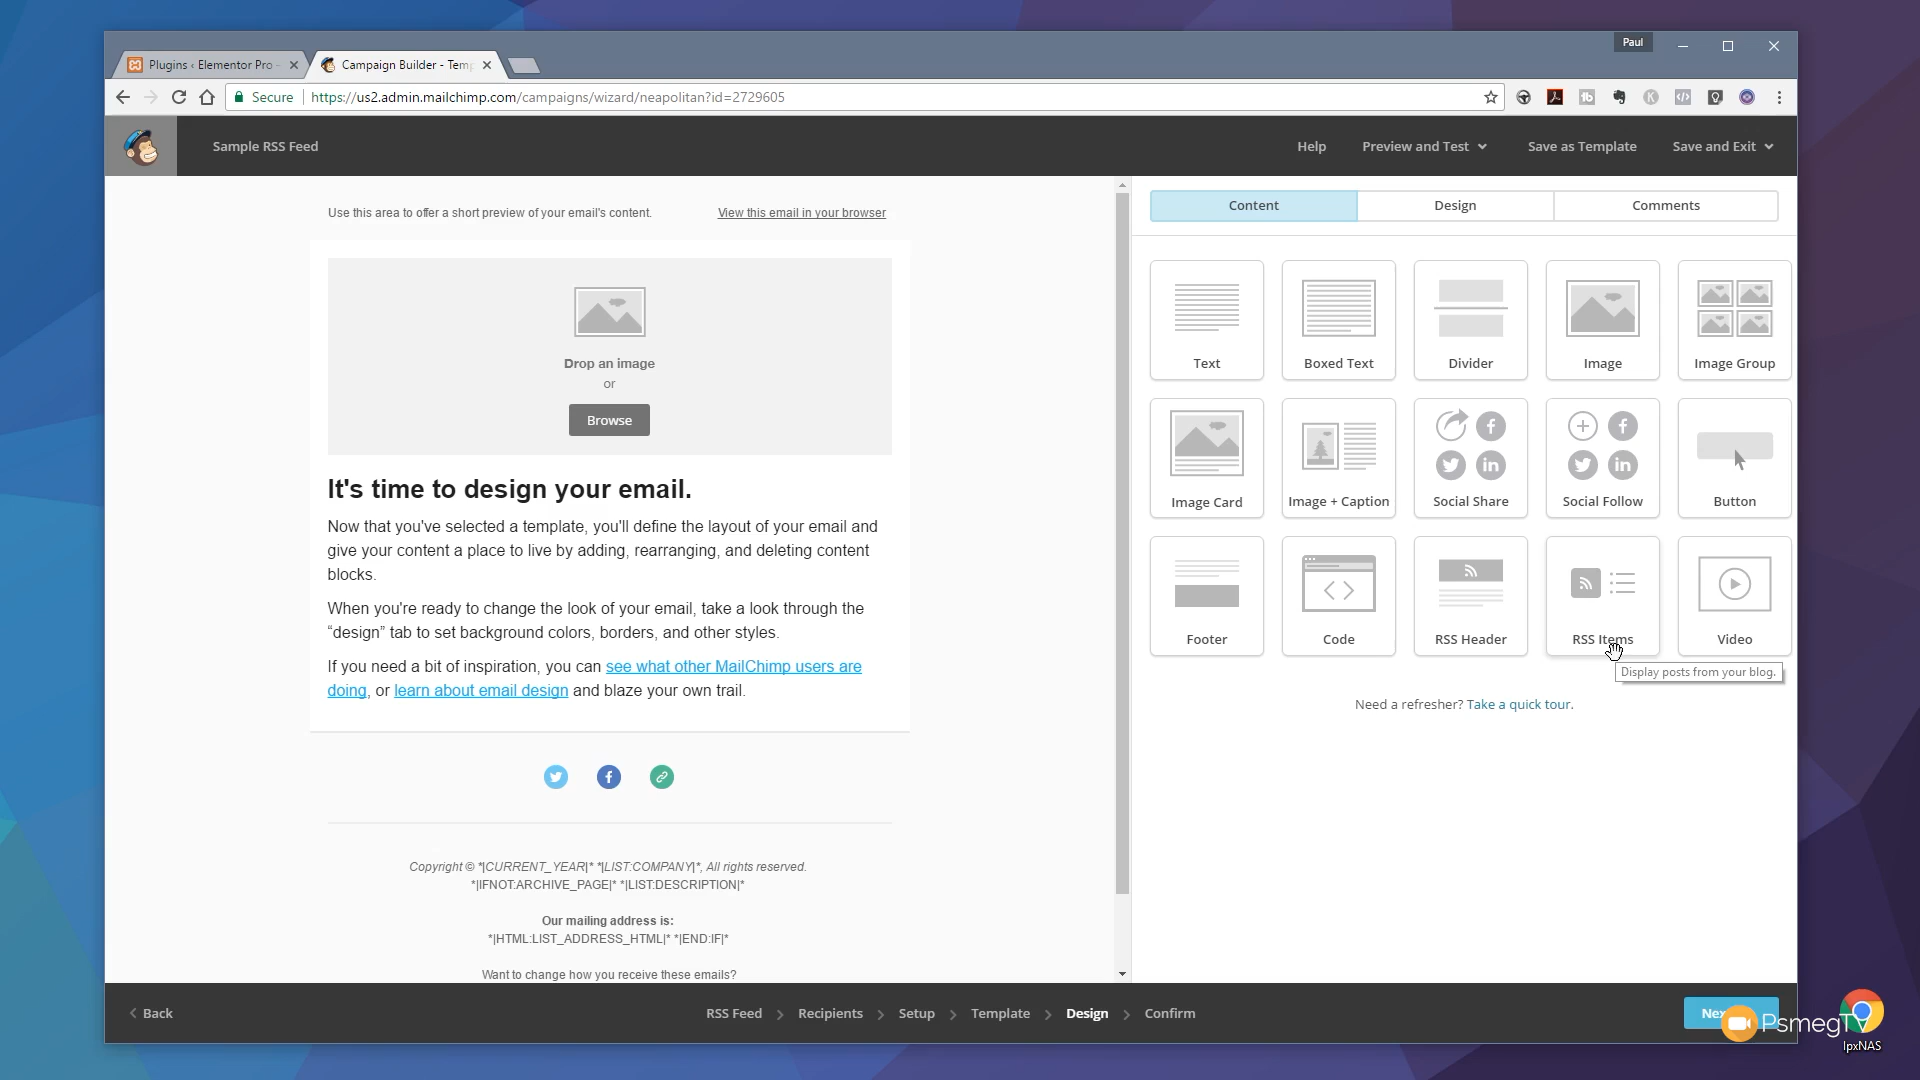 Paul
Plugins ‹ Elementor Pro -
Campaign Builder - Temp
Secure
https://us2.admin.mailchimp.com/campaigns/wizard/neapolitan?id=2729605
Sample RSS Feed
Help
Preview and Test
Save as Template
Save and Exit
Use this area to offer a short preview of your email's content.
View this email in your browser
Drop an image
or
Browse
It's time to design your email.
Now that you've selected a template, you'll define the layout of your email and
give your content a place to live by adding, rearranging, and deleting content
blocks.
When you're ready to change the look of your email, take a look through the
“design” tab to set background colors, borders, and other styles.
If you need a bit of inspiration, you can see what other MailChimp users are
doing, or learn about email design and blaze your own trail.
Copyright © *|CURRENT_YEAR|* *|LIST:COMPANY|*, All rights reserved.
*|IFNOT:ARCHIVE_PAGE|* *|LIST:DESCRIPTION|*
Our mailing address is:
*|HTML:LIST_ADDRESS_HTML|* *|END:IF|*
Want to change how you receive these emails?
Content
Design
Comments
Text
Boxed Text
Divider
Image
Image Group
Image Card
Image + Caption
Social Share
Social Follow
Button
Footer
Code
RSS Header
RSS Items
Video
Display posts from your blog.
Need a refresher? Take a quick tour.
Back
RSS Feed
Recipients
Setup
Template
Design
Confirm
PsmegTV
IpxNAS